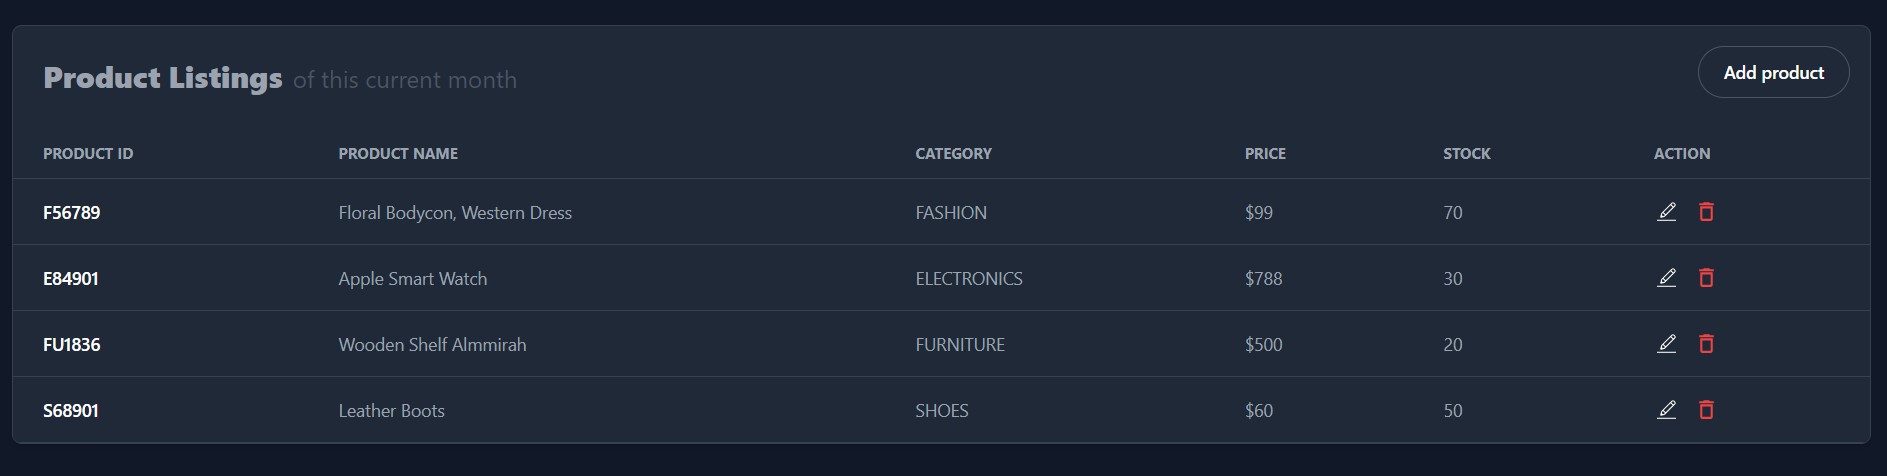 Product Listings of this current month
Add product
PRODUCT ID PRODUCT NAME CATEGORY PRICE STOCK ACTION
F56789 Floral Bodycon, Western Dress FASHION $99 70
E84901 Apple Smart Watch ELECTRONICS $788 30
FU1836 Wooden Shelf Almmirah FURNITURE $500 20
S68901 Leather Boots SHOES $60 50